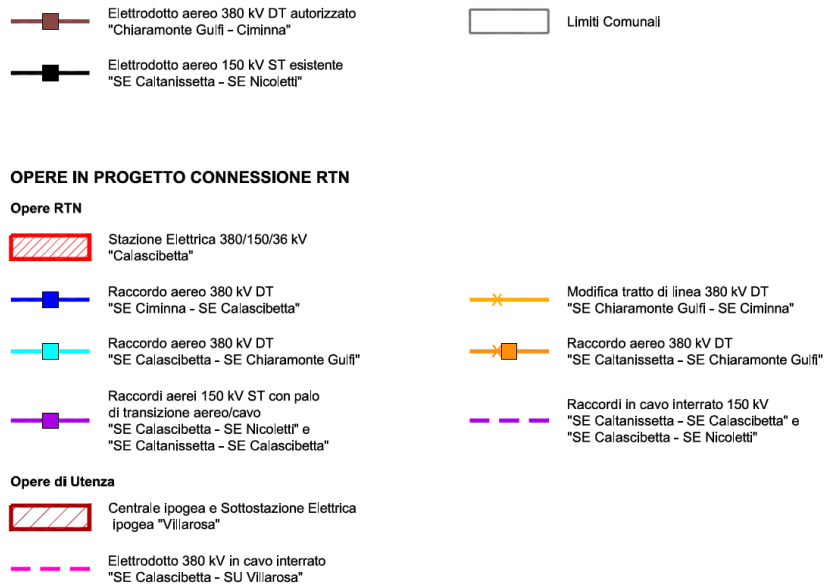 Elettrodotto aereo 380 kV DT autorizzato
"Chiaramonte Gulfi - Ciminna"
Limiti Comunali
Elettrodotto aereo 150 kV ST esistente
"SE Caltanissetta - SE Nicoletti"
OPERE IN PROGETTO CONNESSIONE RTN
Opere RTN
Stazione Elettrica 380/150/36 kV
"Calascibetta"
Raccordo aereo 380 kV DT
"SE Ciminna - SE Calascibetta"
Modifica tratto di linea 380 kV DT
"SE Chiaramonte Gulfi - SE Ciminna"
Raccordo aereo 380 kV DT
"SE Calascibetta - SE Chiaramonte Gulfi"
Raccordo aereo 380 kV DT
"SE Caltanissetta - SE Chiaramonte Gulfi"
Raccordi aerei 150 kV ST con palo
di transizione aereo/cavo
"SE Calascibetta - SE Nicoletti" e
"SE Caltanissetta - SE Calascibetta"
Raccordi in cavo interrato 150 kV
"SE Caltanissetta - SE Calascibetta" e
"SE Calascibetta - SE Nicoletti"
Opere di Utenza
Centrale ipogea e Sottostazione Elettrica
ipogea "Villarosa"
Elettrodotto 380 kV in cavo interrato
"SE Calascibetta - SU Villarosa"